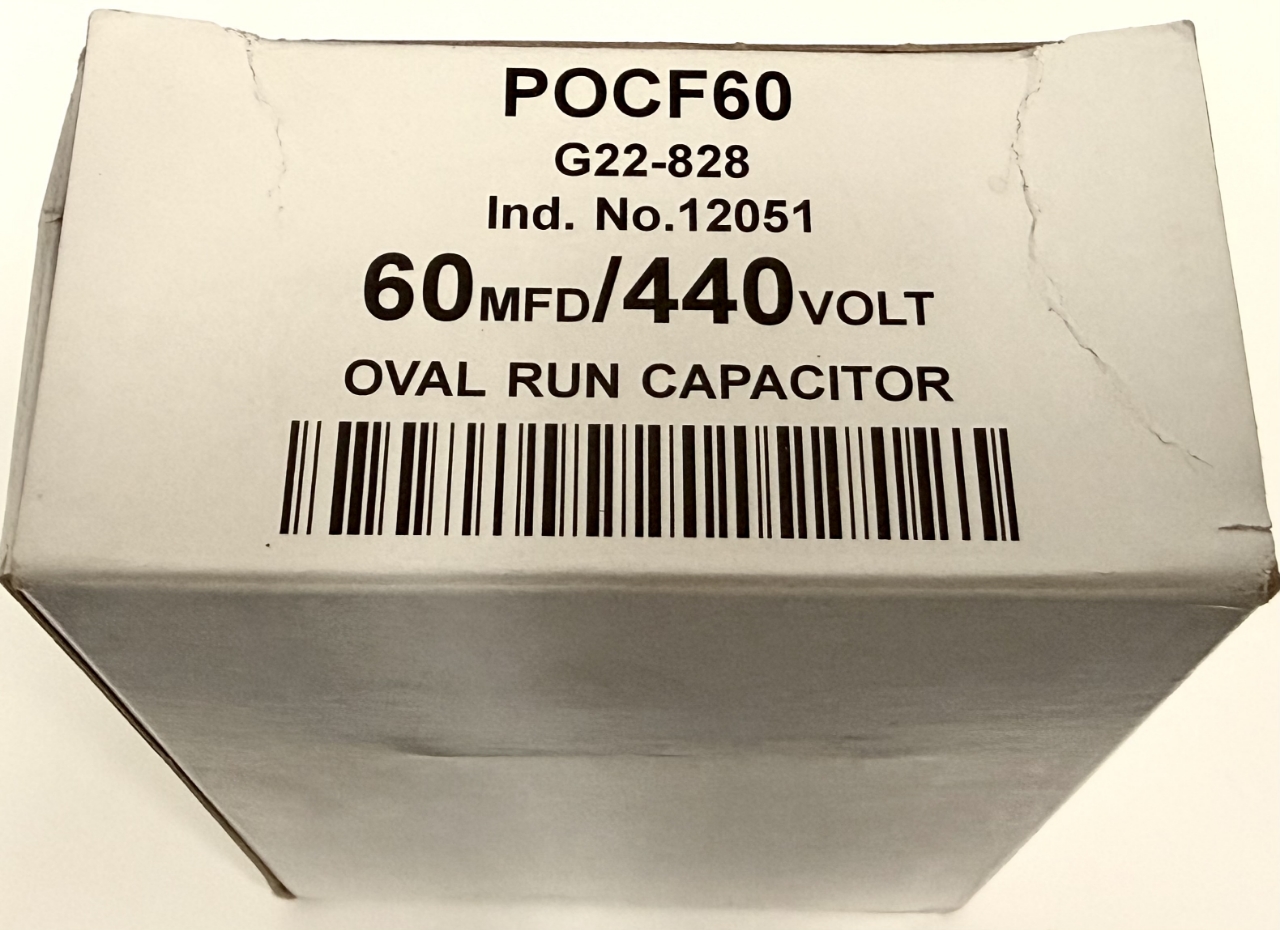 POCF60
G22-828
Ind. No.12051
60MFD/440VOLT
OVAL RUN CAPACITOR